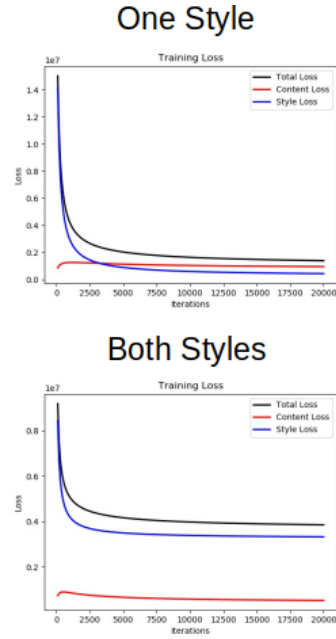 One Style
Training Loss
1e7
Total Loss
Content Loss
Style Loss
1.4
1.2
1.0
0.8
0.6
0.4
0.2
0.0
Loss
0 2500 5000 7500 10000 12500 15000 17500 20000
Iterations
Both Styles
Training Loss
1e7
Total Loss
Content Loss
Style Loss
0.8
0.6
0.4
0.2
Loss
0 2500 5000 7500 10000 12500 15000 17500 20000
Iterations